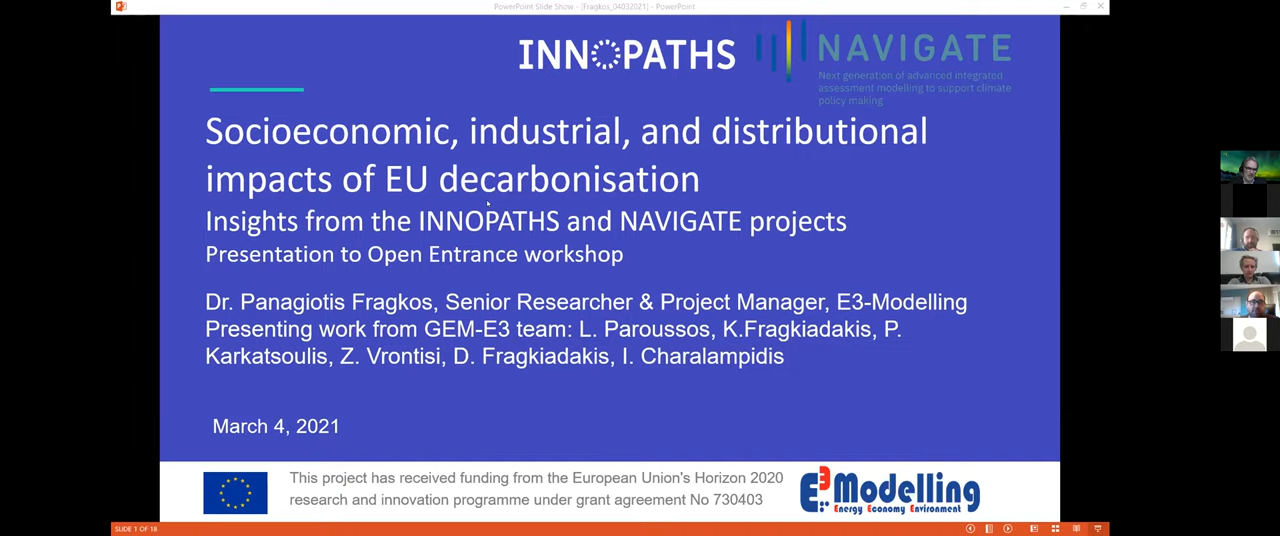 PowerPoint Slide Show - [Fragkos_04032021] - PowerPoint
INNOPATHS
NAVIGATE
Next generation of advanced integrated
assessment modelling to support climate
policy making
Socioeconomic, industrial, and distributional
impacts of EU decarbonisation
Insights from the INNOPATHS and NAVIGATE projects
Presentation to Open Entrance workshop
Dr. Panagiotis Fragkos, Senior Researcher & Project Manager, E3-Modelling
Presenting work from GEM-E3 team: L. Paroussos, K.Fragkiadakis, P.
Karkatsoulis, Z. Vrontisi, D. Fragkiadakis, I. Charalampidis
March 4, 2021
This project has received funding from the European Union's Horizon 2020
research and innovation programme under grant agreement No 730403
E3 Modelling
Energy Economy Environment
SLIDE 1 OF 18